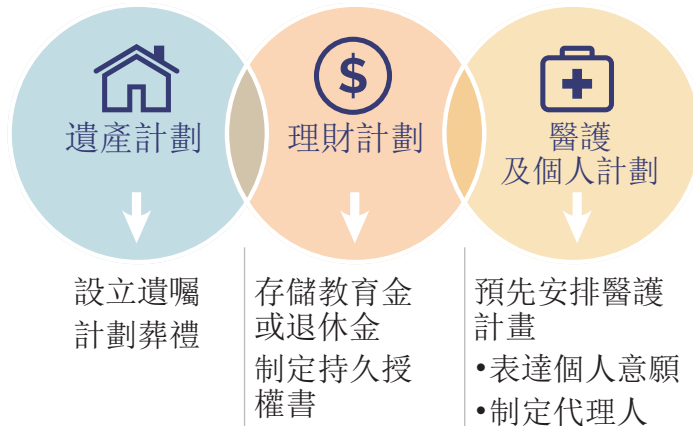 $
遺產計劃
理財計劃
醫護
及個人計劃
設立遺囑
計劃葬禮
存儲教育金
或退休金
制定持久授
權書
預先安排醫護
計畫
•表達個人意願
•制定代理人